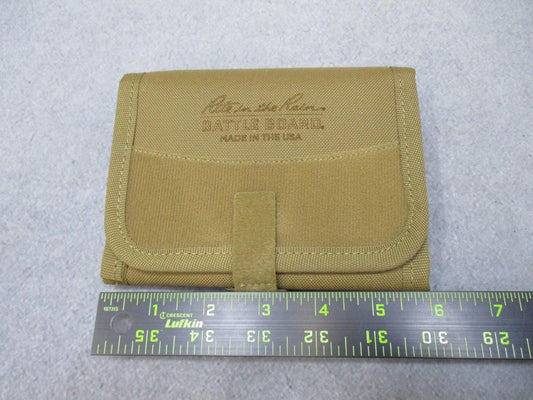 Rite in the Rain.
BATTLE BOARD.
MADE IN THE USA
16THS
1 2 3 4 5 6 7
CRESCENT
Lufkin
35 34 33 32 31 30 29